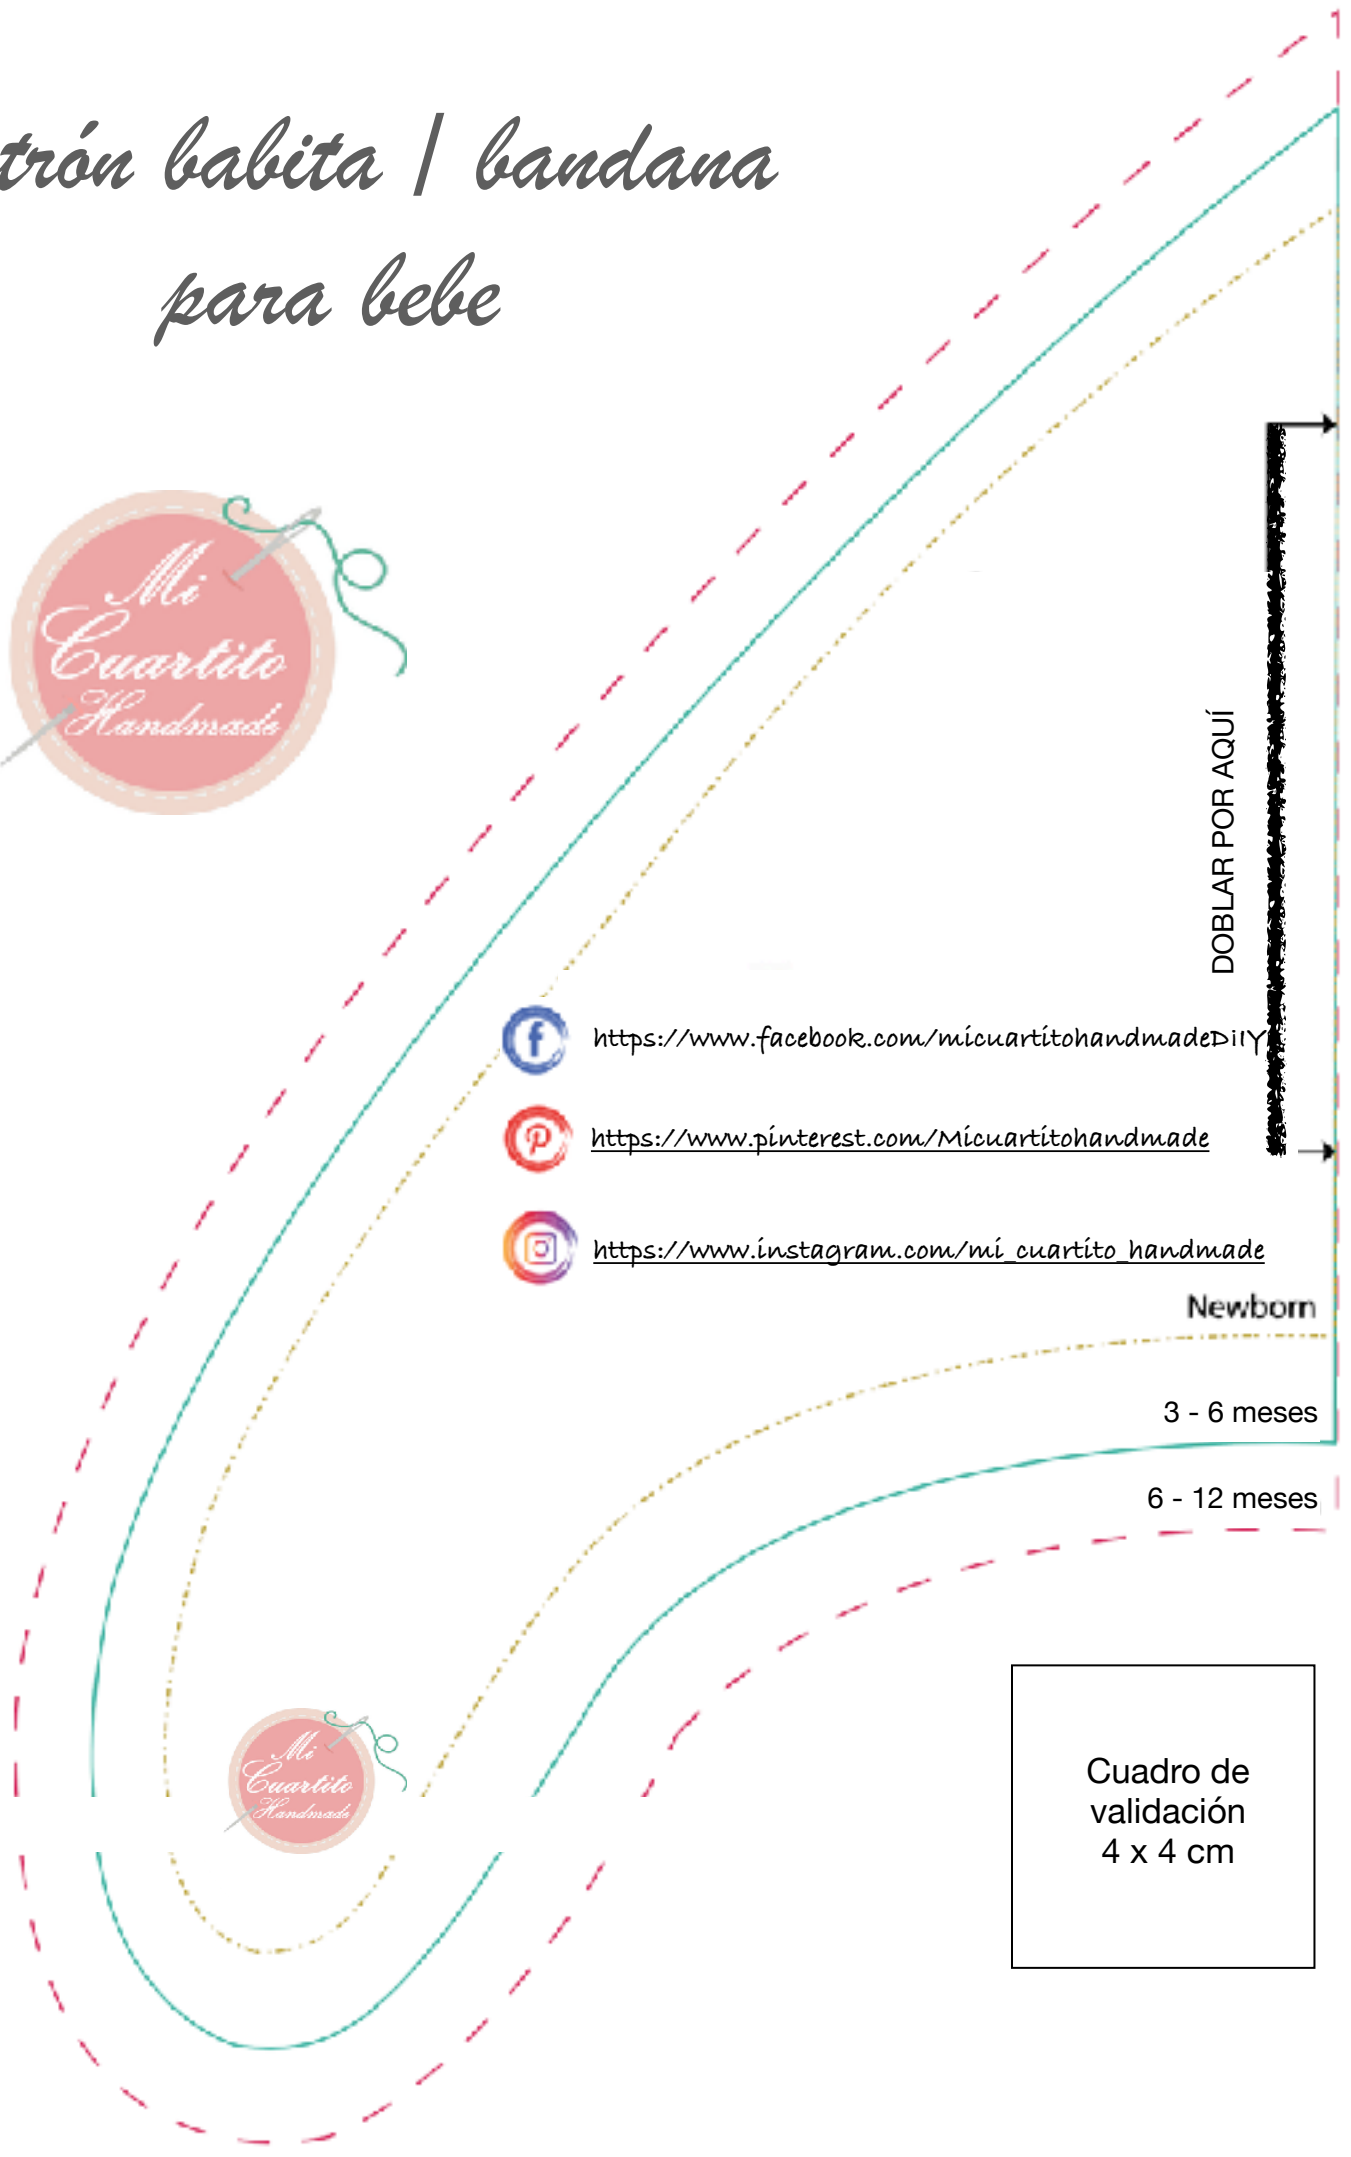 trón babita | bandana
para bebe
Mi
Cuartito
Handmade
DOBLAR POR AQUÍ
https://www.facebook.com/micuartitohandmadeDiIY
https://www.pinterest.com/Micuartitohandmade
https://www.instagram.com/mi_cuartito_handmade
Newborn
3 - 6 meses
6 - 12 meses
Mi
Cuartito
Handmade
Cuadro de
validación
4 x 4 cm